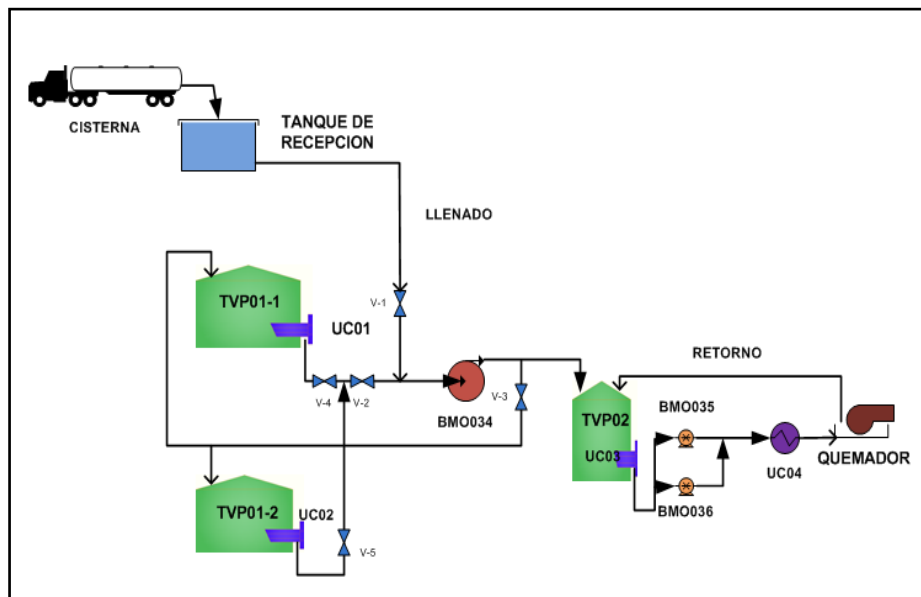 CISTERNA
TANQUE DE
RECEPCION
LLENADO
TVP01-1
UC01
V-1
V-4
V-2
BMO034
V-3
RETORNO
TVP02
BMO035
UC03
UC04
QUEMADOR
BMO036
TVP01-2
UC02
V-5